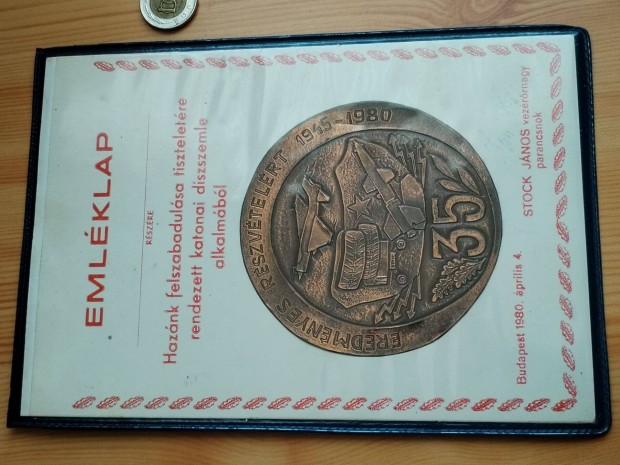 EMLÉKLAP
RÉSZÉRE
Hazánk felszabadulása tiszteletére
rendezett katonai díszszemle
alkalmából
EREDMÉNYES RÉSZVÉTELÉRT 1945-1980
35
Budapest 1980. április 4.
STOCK JÁNOS vezérőrnagy
parancsnok